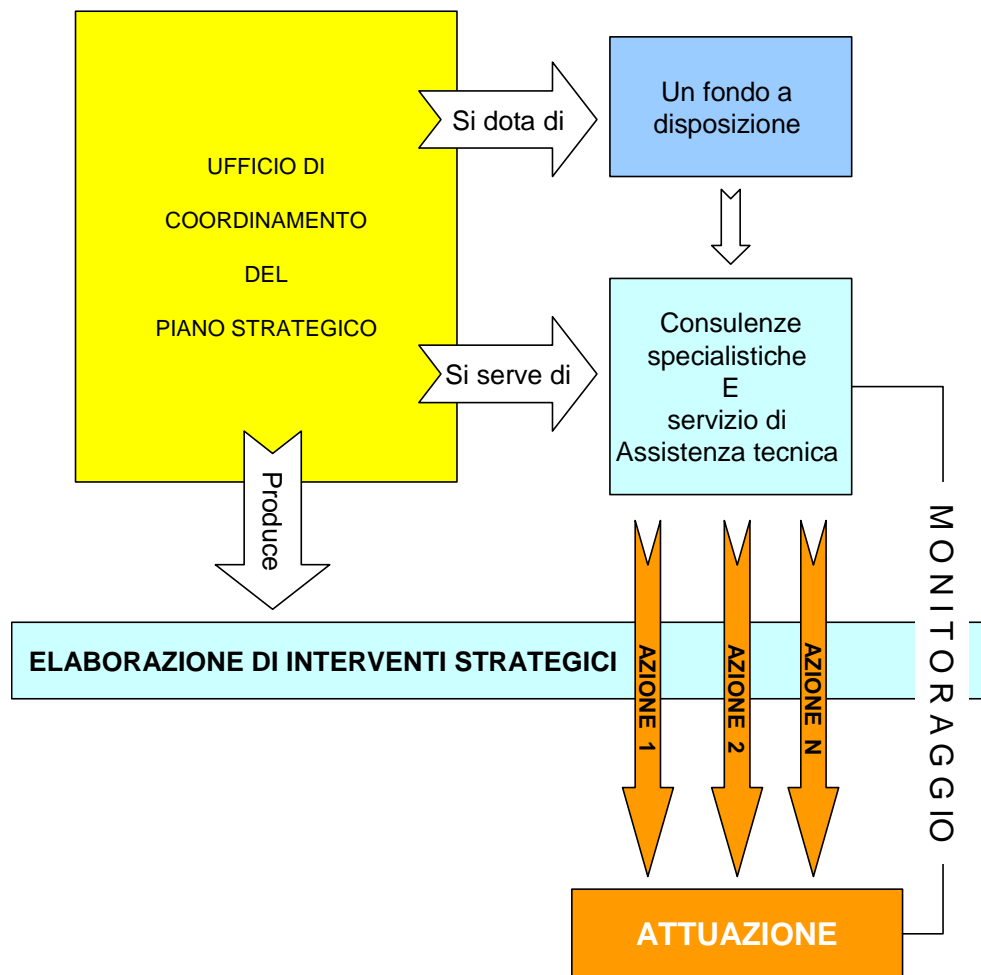 UFFICIO DI
COORDINAMENTO
DEL
PIANO STRATEGICO
Si dota di
Un fondo a
disposizione
Si serve di
Consulenze
specialistiche
E
servizio di
Assistenza tecnica
Produce
ELABORAZIONE DI INTERVENTI STRATEGICI
AZIONE 1
AZIONE 2
AZIONE N
MONITORAGGIO
ATTUAZIONE